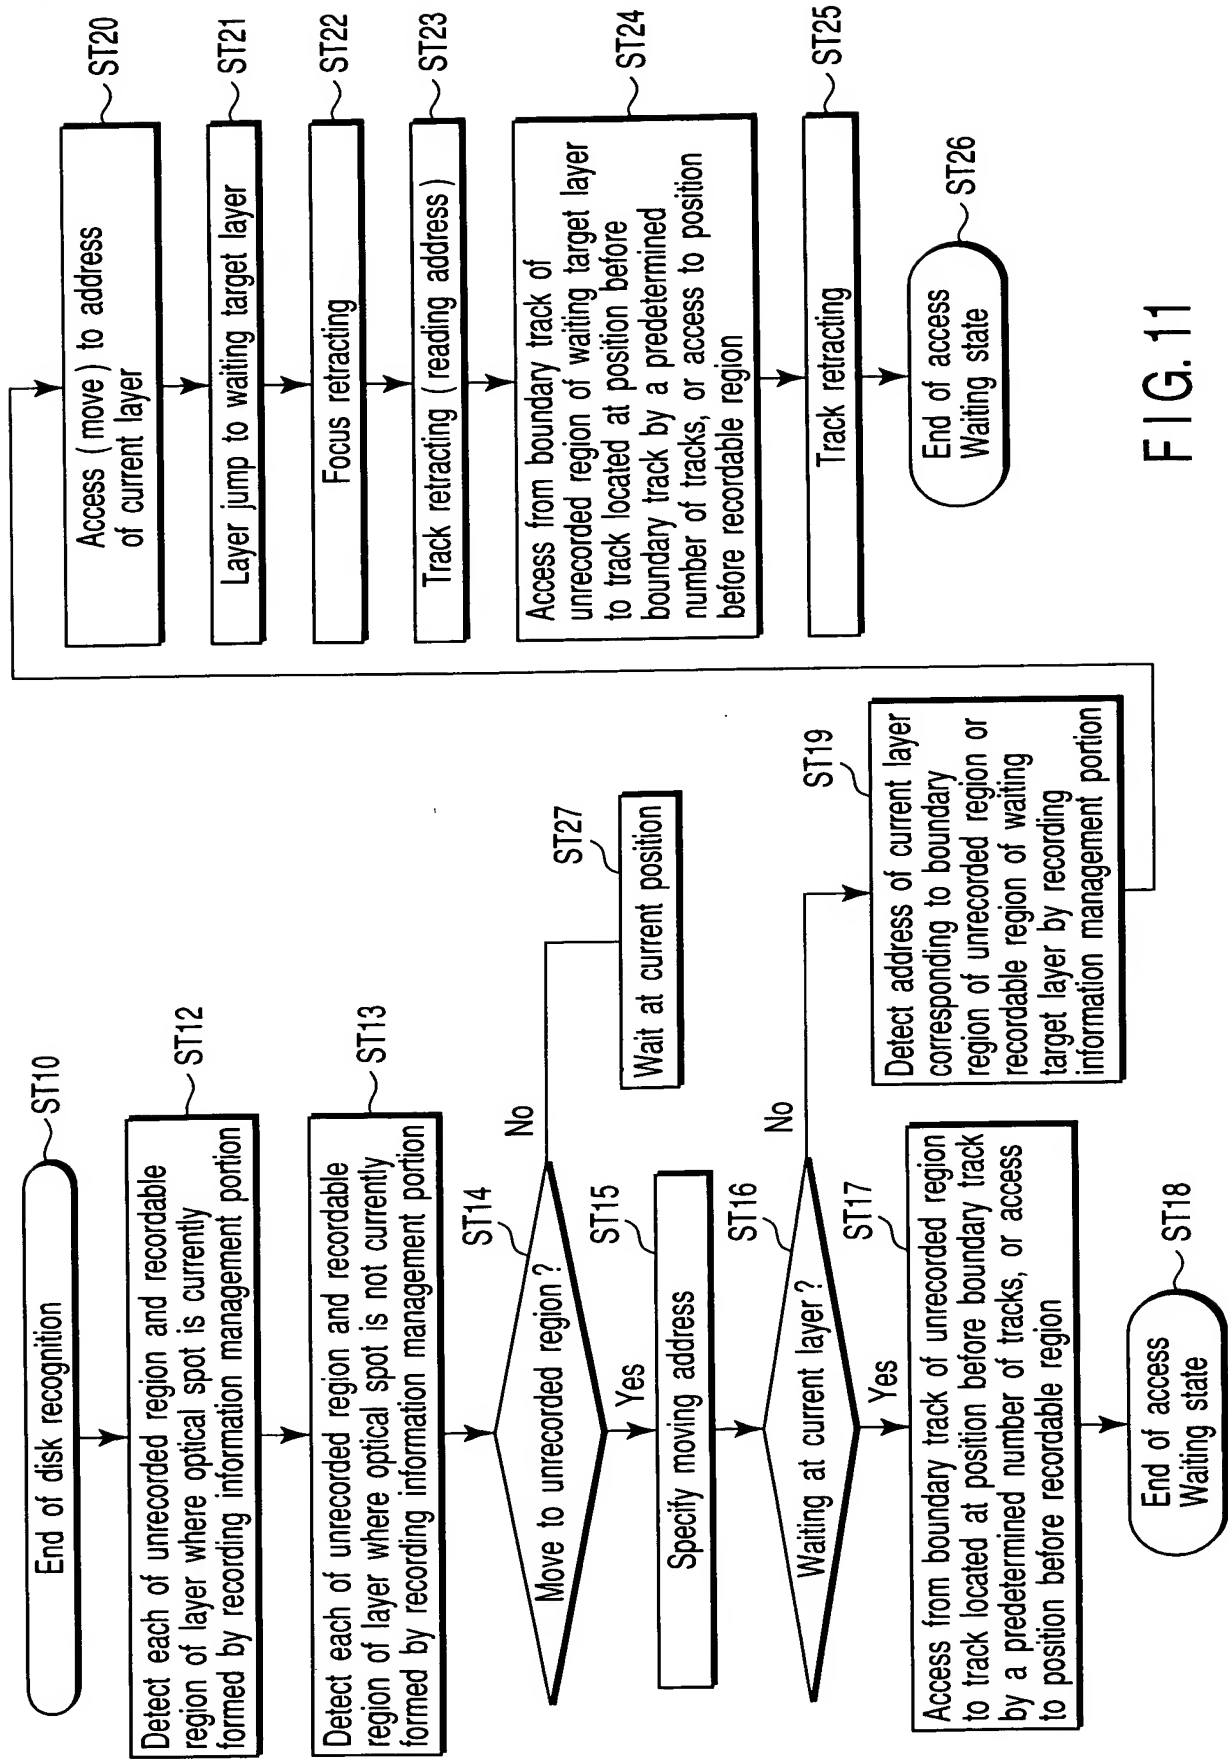 End of disk recognition
ST10
Detect each of unrecorded region and recordable
region of layer where optical spot is currently
formed by recording information management portion
ST12
Detect each of unrecorded region and recordable
region of layer where optical spot is not currently
formed by recording information management portion
ST13
Move to unrecorded region?
ST14
No
Yes
Wait at current position
ST27
Specify moving address
ST15
Waiting at current layer?
ST16
No
Yes
Access from boundary track of unrecorded region
to track located at position before boundary track
by a predetermined number of tracks, or access
to position before recordable region
ST17
End of access
Waiting state
ST18
Detect address of current layer
corresponding to boundary
region of unrecorded region or
recordable region of waiting
target layer by recording
information management portion
ST19
Access (move) to address
of current layer
ST20
Layer jump to waiting target layer
ST21
Focus retracting
ST22
Track retracting (reading address)
ST23
Access from boundary track of
unrecorded region of waiting target layer
to track located at position before
boundary track by a predetermined
number of tracks, or access to position
before recordable region
ST24
Track retracting
ST25
End of access
Waiting state
ST26
FIG. 11